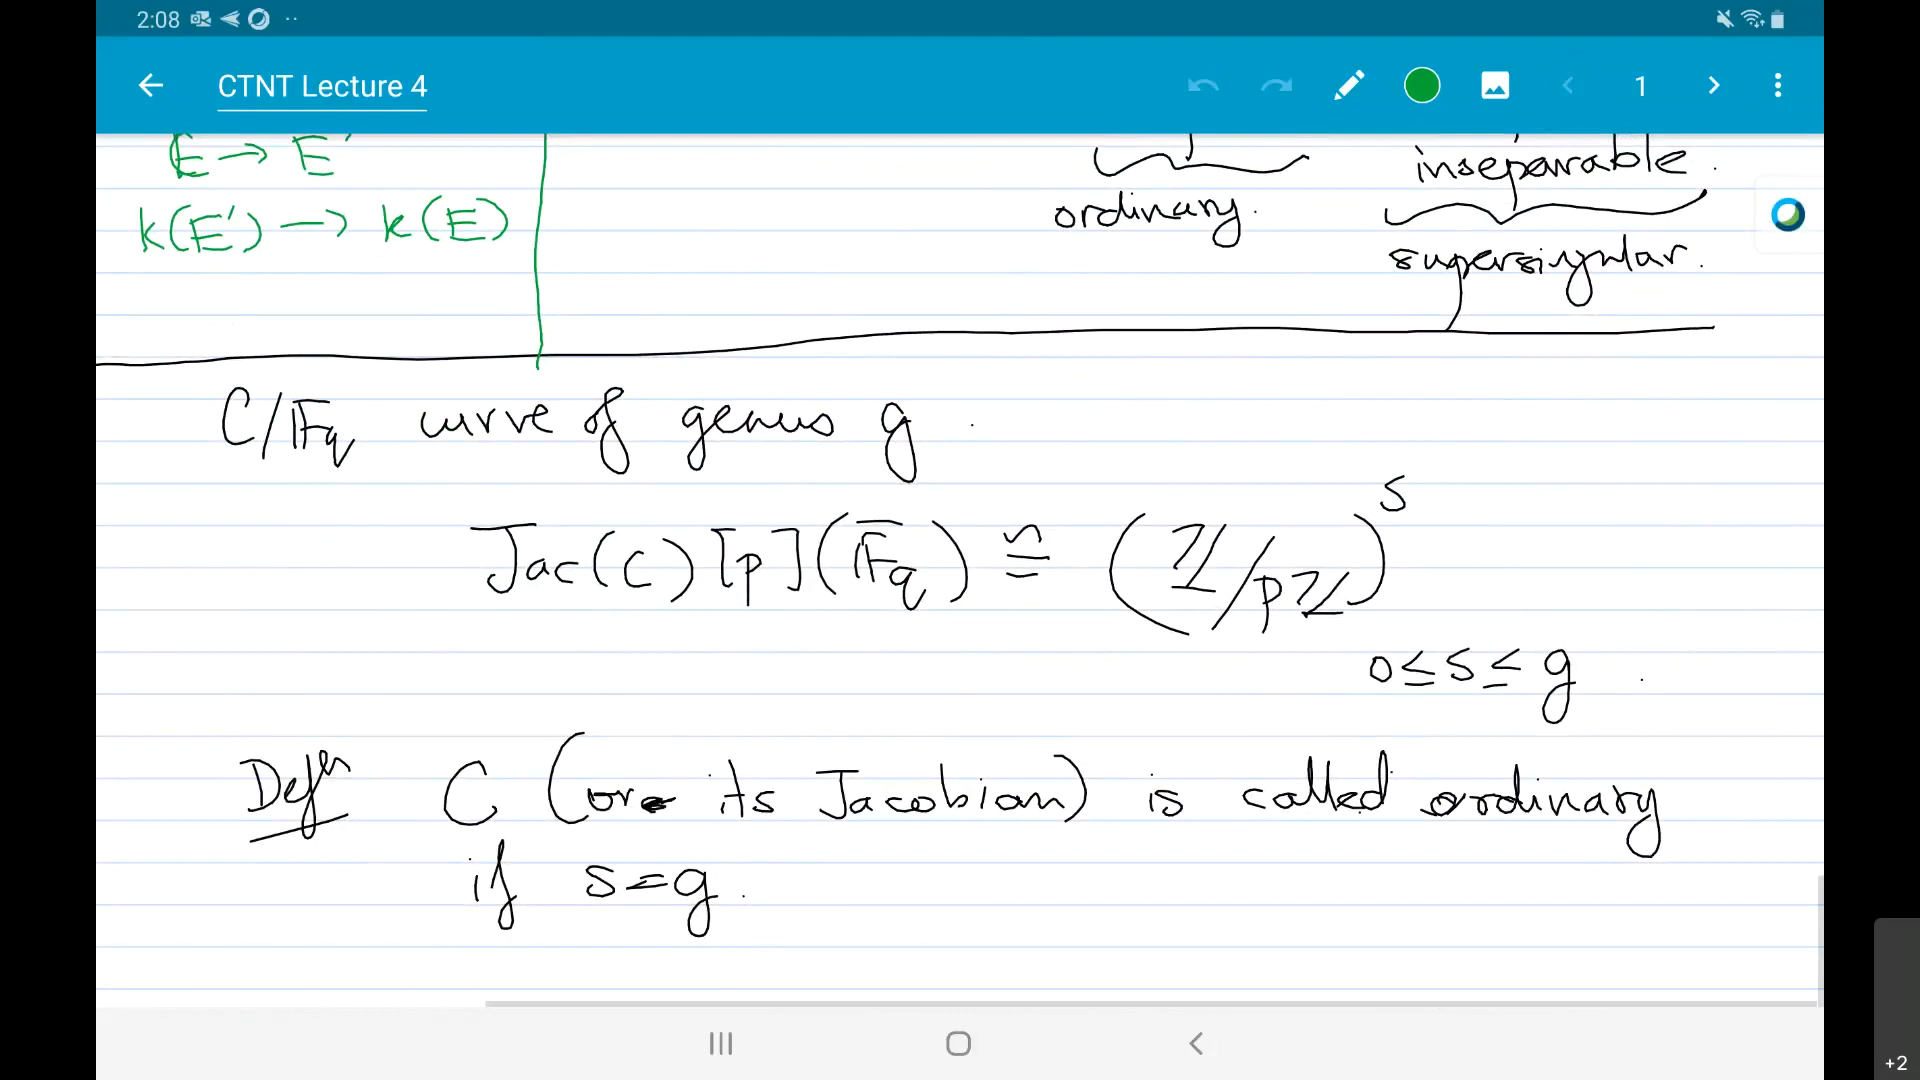 2:08
CTNT Lecture 4
1
E → E'
inseparable.
k(E') → k(E)
ordinary.
supersingular.
C/𝔽q curve of genus g.
Jac(C)[p](𝔽̄q) ≅ (ℤ/pℤ)^s
0 ≤ s ≤ g.
Defn C (or its Jacobian) is called ordinary
if s = g.
+2